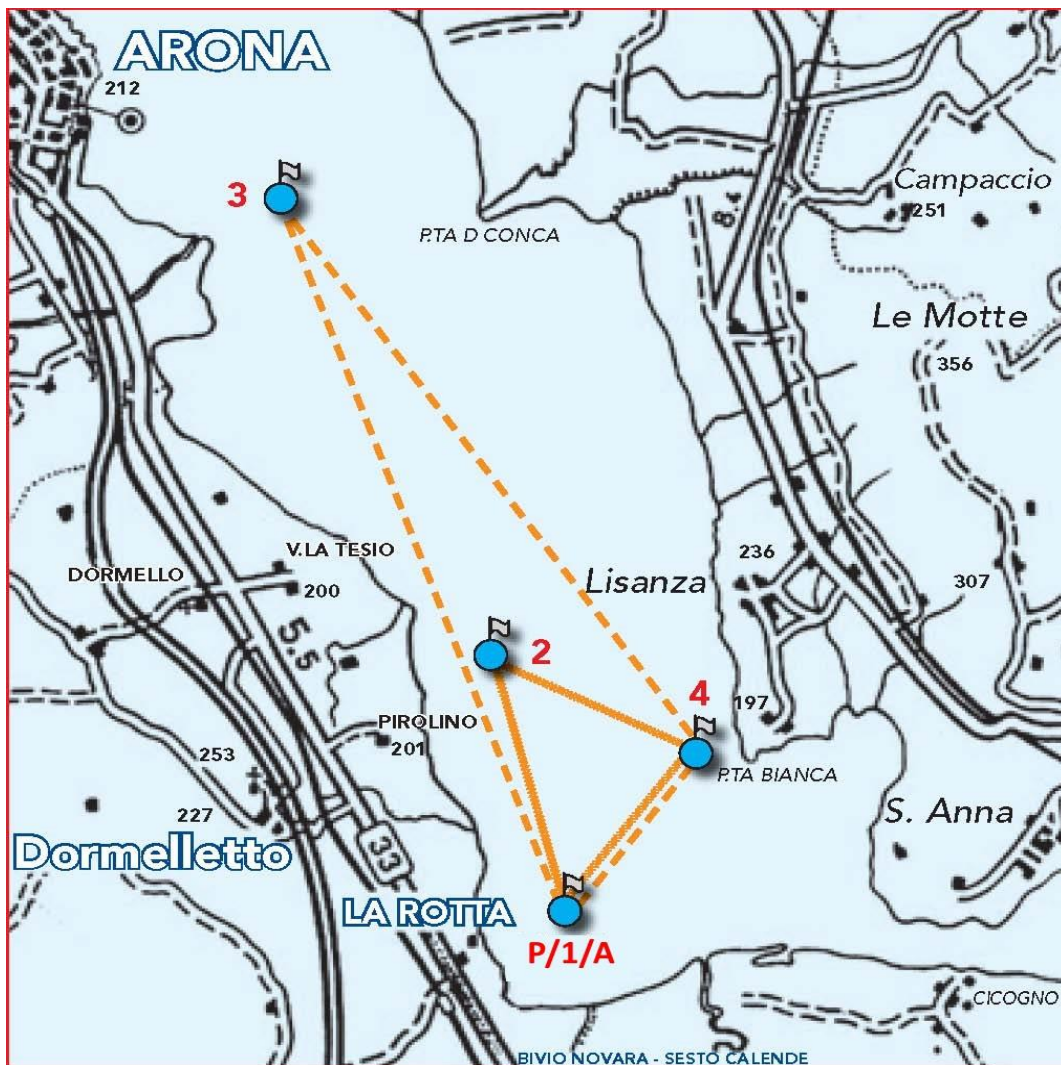 ARONA
212
3
Campaccio
251
P.TA D CONCA
8.4
Le Motte
356
V.LA TESIO
DORMELLO
200
236
Lisanza
307
5.5
2
4
197
PIROLINO
201
253
P.TA BIANCA
227
S. Anna
Dormelletto
33
LA ROTTA
P/1/A
CICOGNO
BIVIO NOVARA - SESTO CALENDE